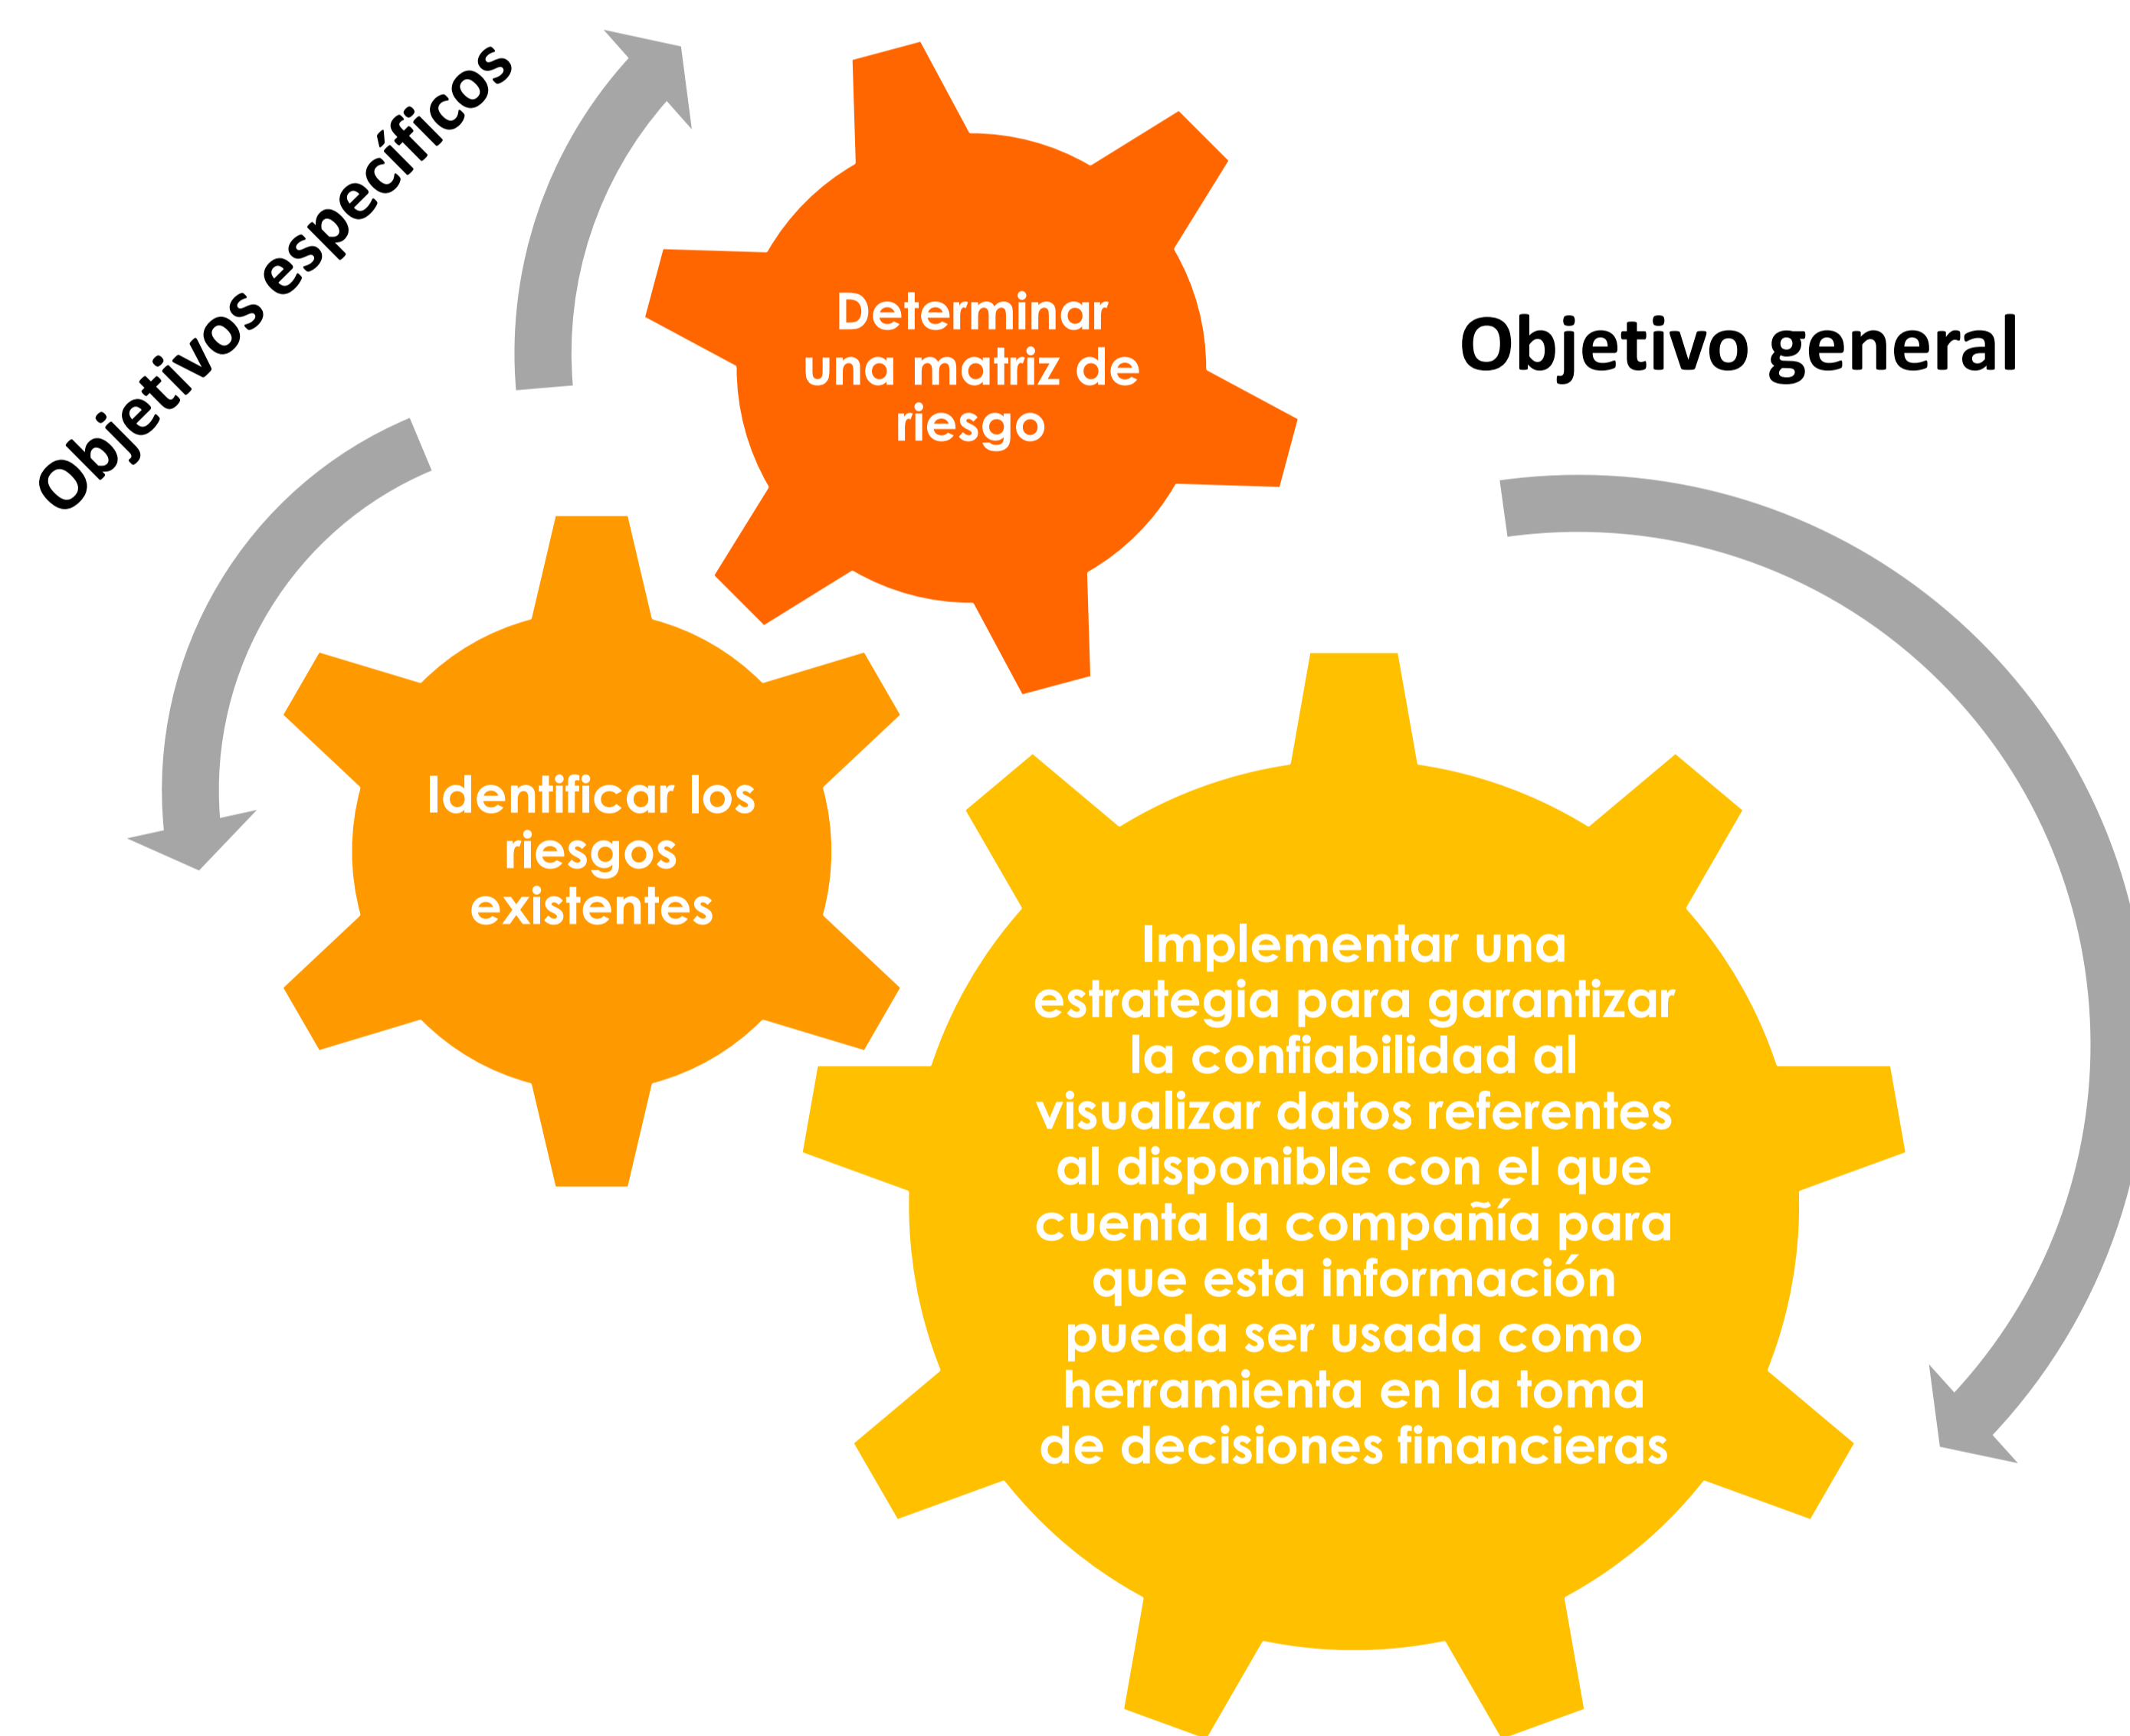 Objetivos específicos
Determinar
una matriz de
riesgo
Objetivo general
Identificar los
riesgos
existentes
Implementar una
estrategia para garantizar
la confiabilidad al
visualizar datos referentes
al disponible con el que
cuenta la compañía para
que esta información
pueda ser usada como
herramienta en la toma
de decisiones financieras